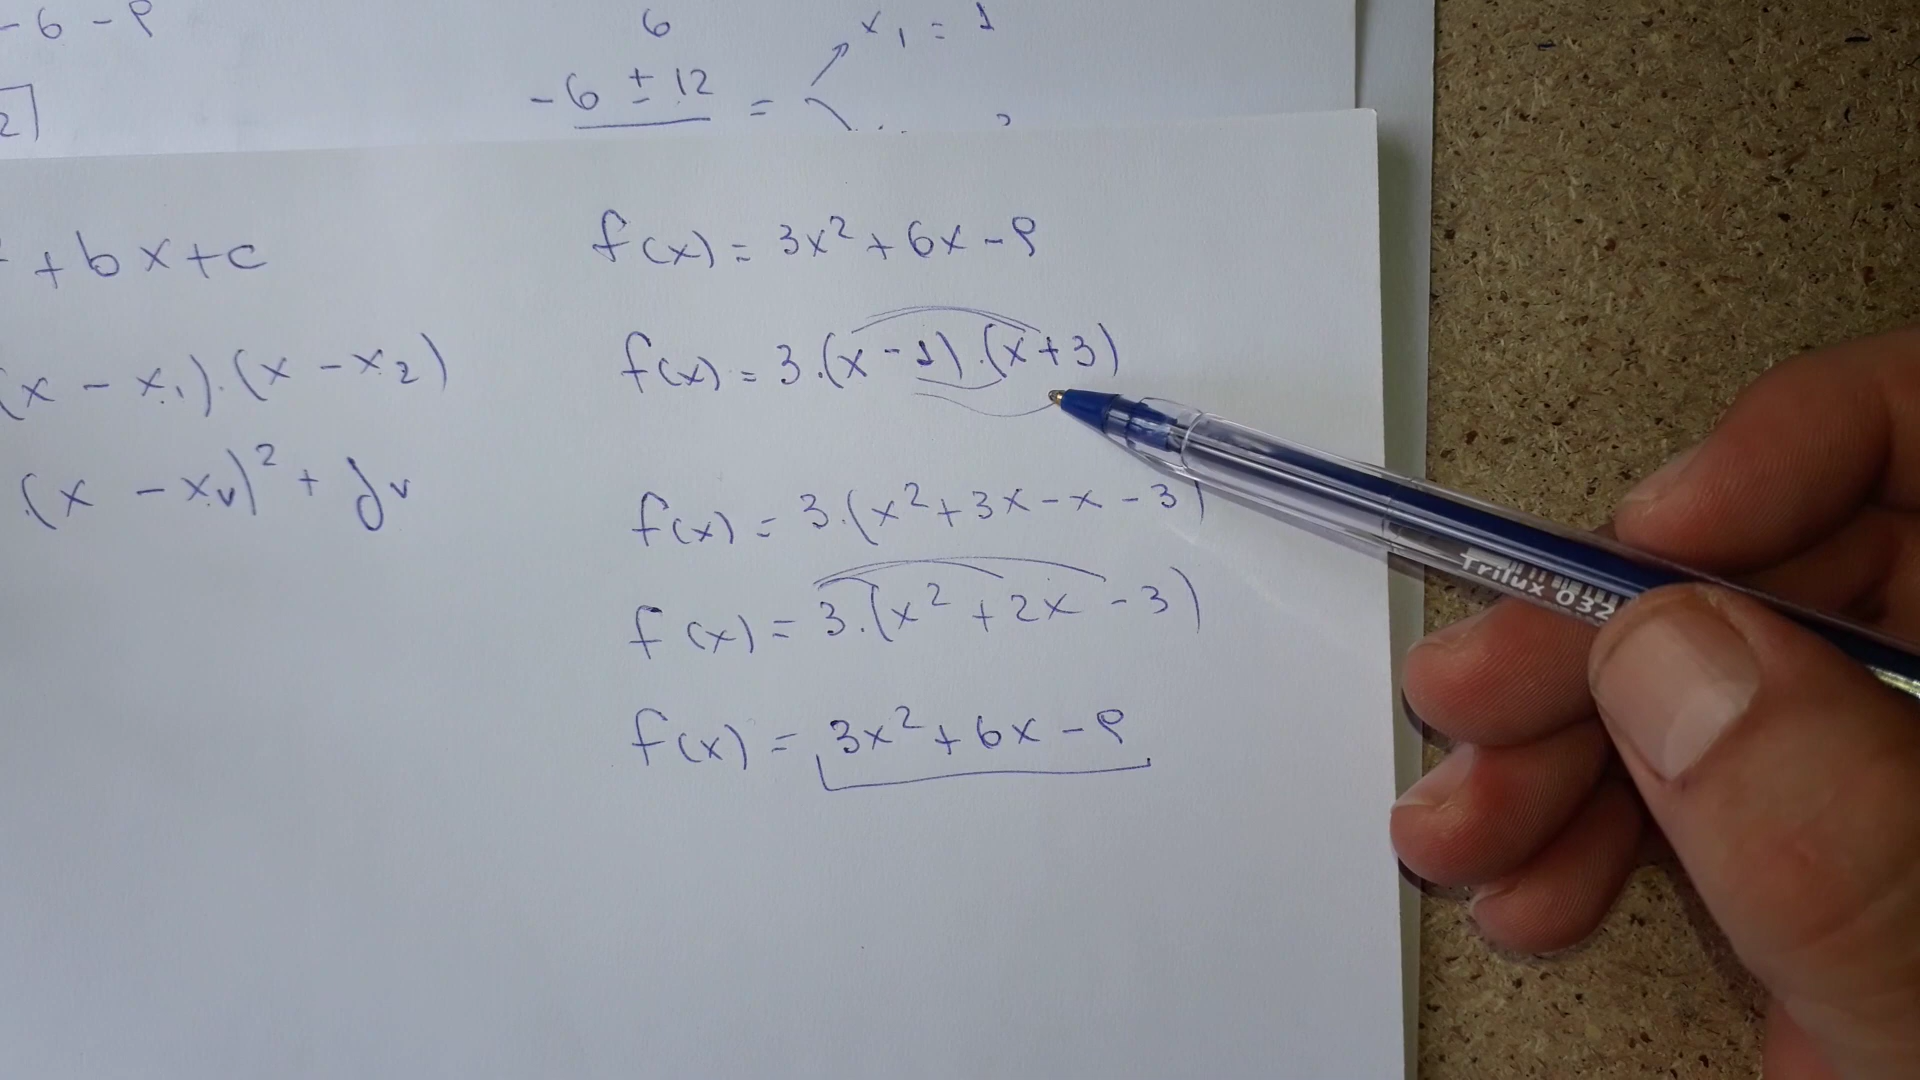 - 6 - 9
6
x₁ = 1
-6 ± 12 =
2]
+ bx + c
(x - x₁).(x - x₂)
.(x - xᵥ)² + yᵥ
f(x) = 3x² + 6x - 9
f(x) = 3.(x - 1).(x + 3)
f(x) = 3.(x² + 3x - x - 3)
f(x) = 3.(x² + 2x - 3)
f(x) = 3x² + 6x - 9
Trilux 032